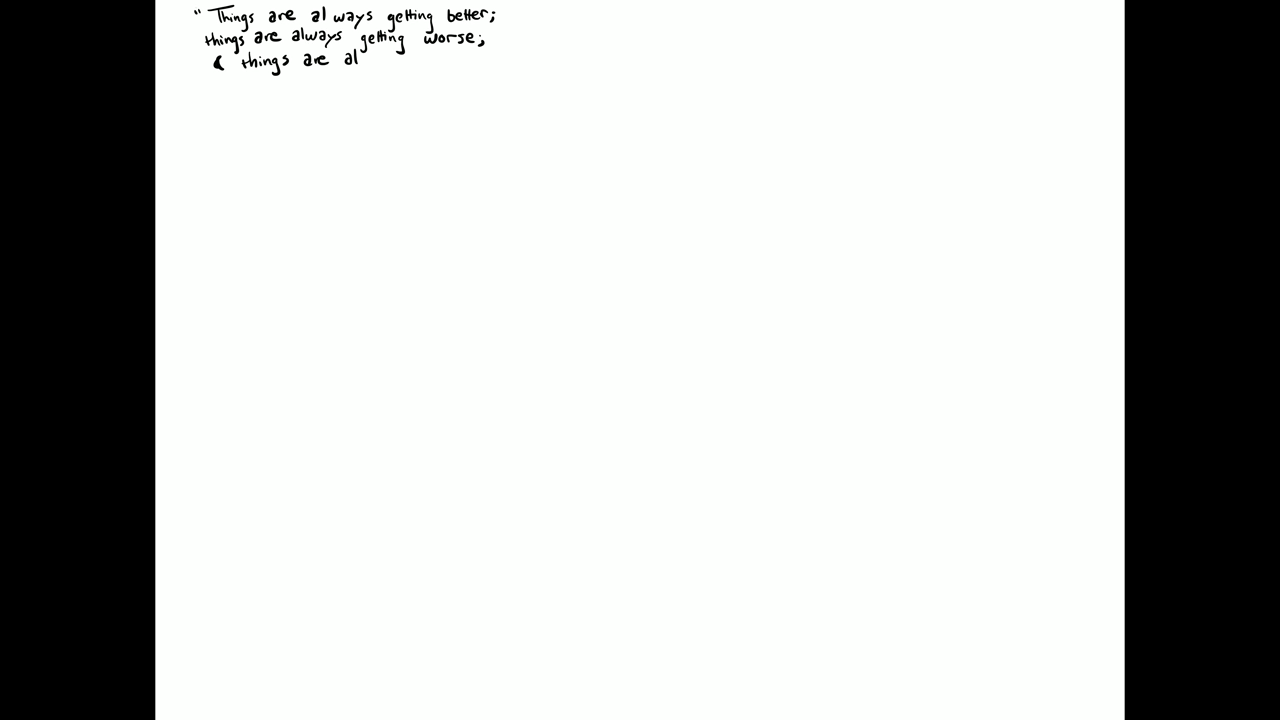 "Things are always getting better;
things are always getting worse;
things are al